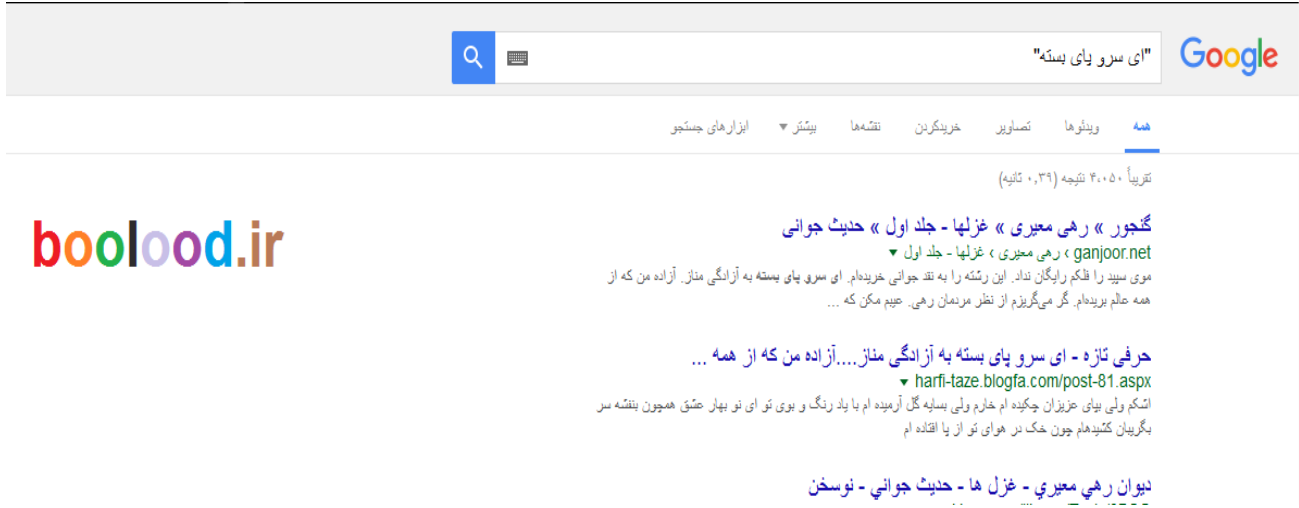 Google
"ای سرو پای بسته"
همه ویدئوها تصاویر خریدکردن نقشه‌ها بیشتر ▼ ابزارهای جستجو
تقریباً ۴،۰۵۰ نتیجه (۰,۳۹ ثانیه)
boolood.ir
گنجور » رهی معیری » غزلها - جلد اول » حدیث جوانی
ganjoor.net › رهی معیری › غزلها - جلد اول ▼
موی سپید را فلکم رایگان نداد. این رشته را به نقد جوانی خریده‌ام. ای سرو پای بسته به آزادگی مناز. آزاده من که از
همه عالم بریده‌ام. گر می‌گریزم از نظر مردمان رهی. عیبم مکن که ...
حرفی تازه - ای سرو پای بسته به آزادگی مناز....آزاده من که از همه ...
harfi-taze.blogfa.com/post-81.aspx ▼
اشکم ولی بپای عزیزان چکیده ام خارم ولی بسایه گل آرمیده ام با یاد رنگ و بوی تو ای نو بهار عشق همچون بنفشه سر
بگریبان کشیده‌ام چون خک در هوای تو از پا افتاده ام
ديوان رهي معيري - غزل ها - حديث جواني - نوسخن